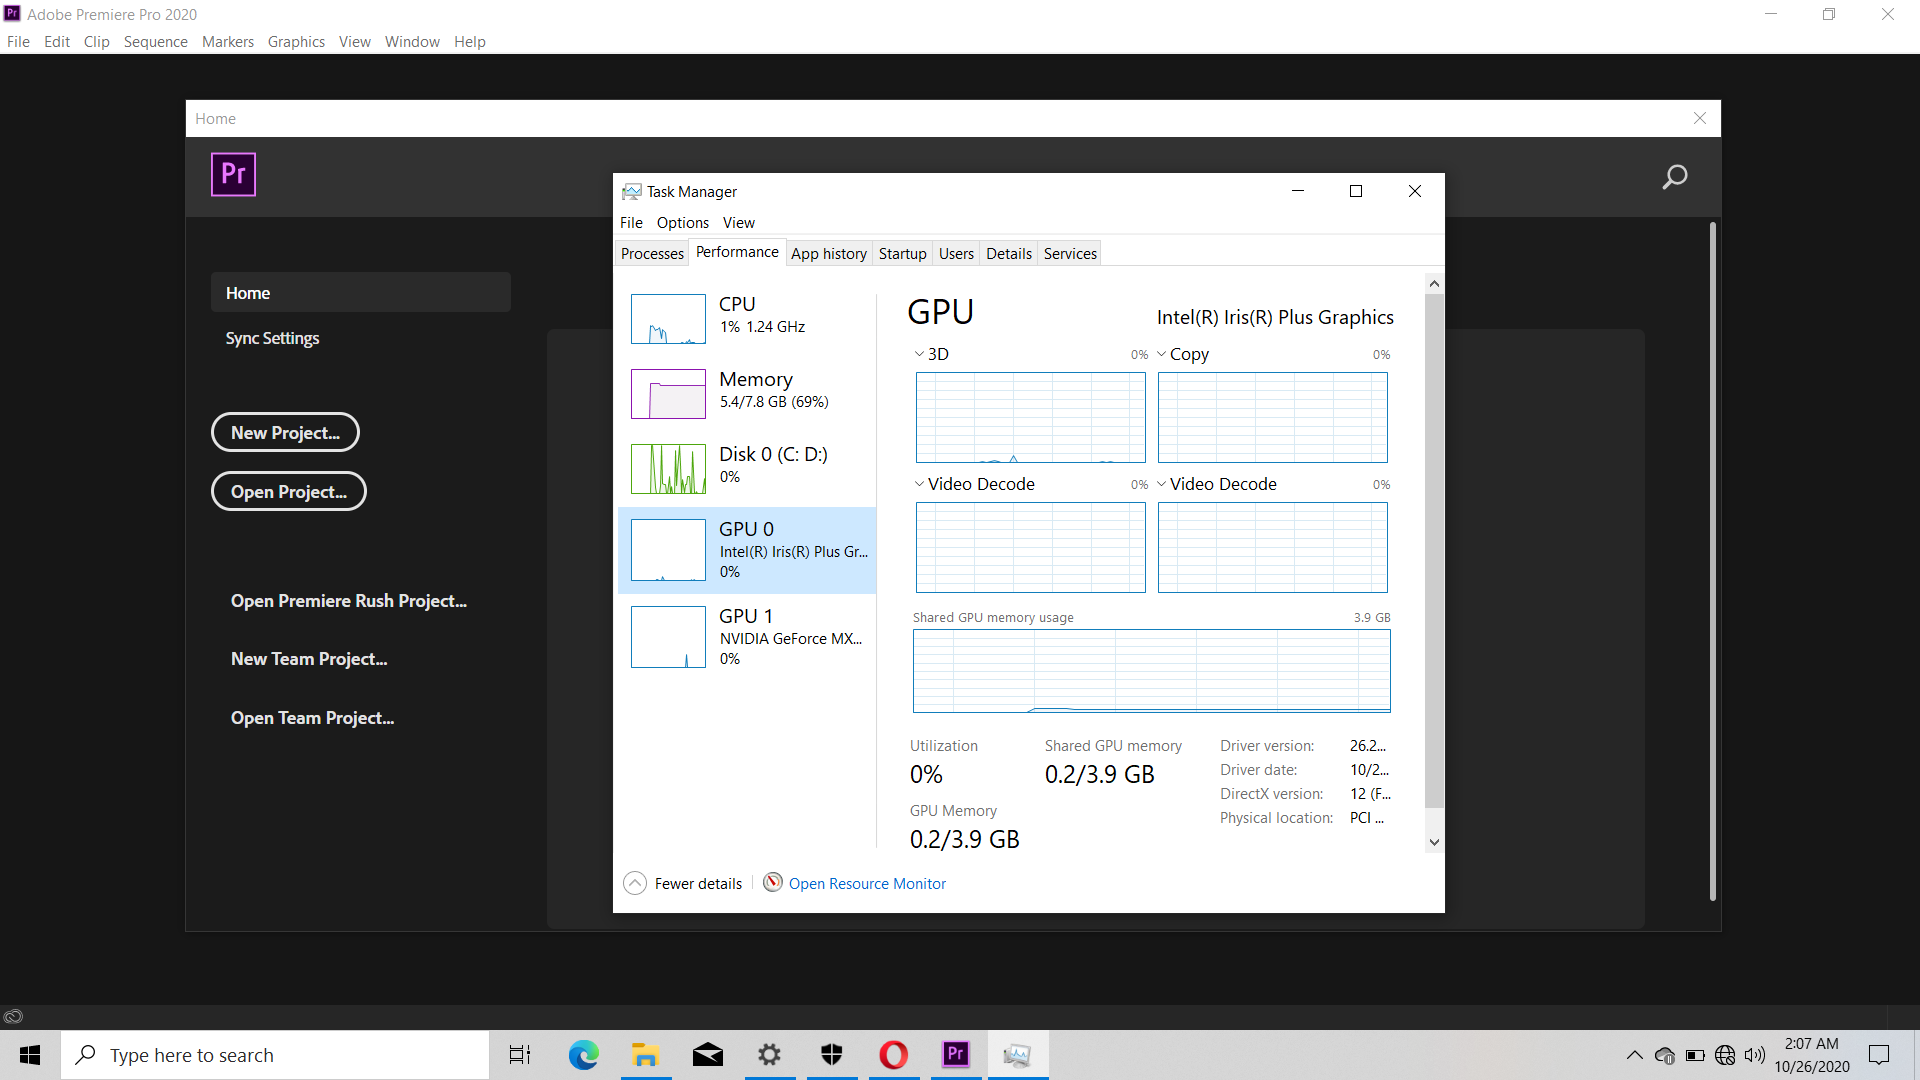 Pr Adobe Premiere Pro 2020
File Edit Clip Sequence Markers Graphics View Window Help
Home
Pr
Home
Sync Settings
New Project...
Open Project...
Open Premiere Rush Project...
New Team Project...
Open Team Project...
Task Manager
File Options View
Processes Performance App history Startup Users Details Services
CPU
1% 1.24 GHz
Memory
5.4/7.8 GB (69%)
Disk 0 (C: D:)
0%
GPU 0
Intel(R) Iris(R) Plus Gr...
0%
GPU 1
NVIDIA GeForce MX...
0%
GPU Intel(R) Iris(R) Plus Graphics
3D 0% Copy 0%
Video Decode 0% Video Decode 0%
Shared GPU memory usage 3.9 GB
Utilization
0%
Shared GPU memory
0.2/3.9 GB
GPU Memory
0.2/3.9 GB
Driver version: 26.2...
Driver date: 10/2...
DirectX version: 12 (F...
Physical location: PCI ...
Fewer details Open Resource Monitor
Type here to search
Pr
2:07 AM
10/26/2020